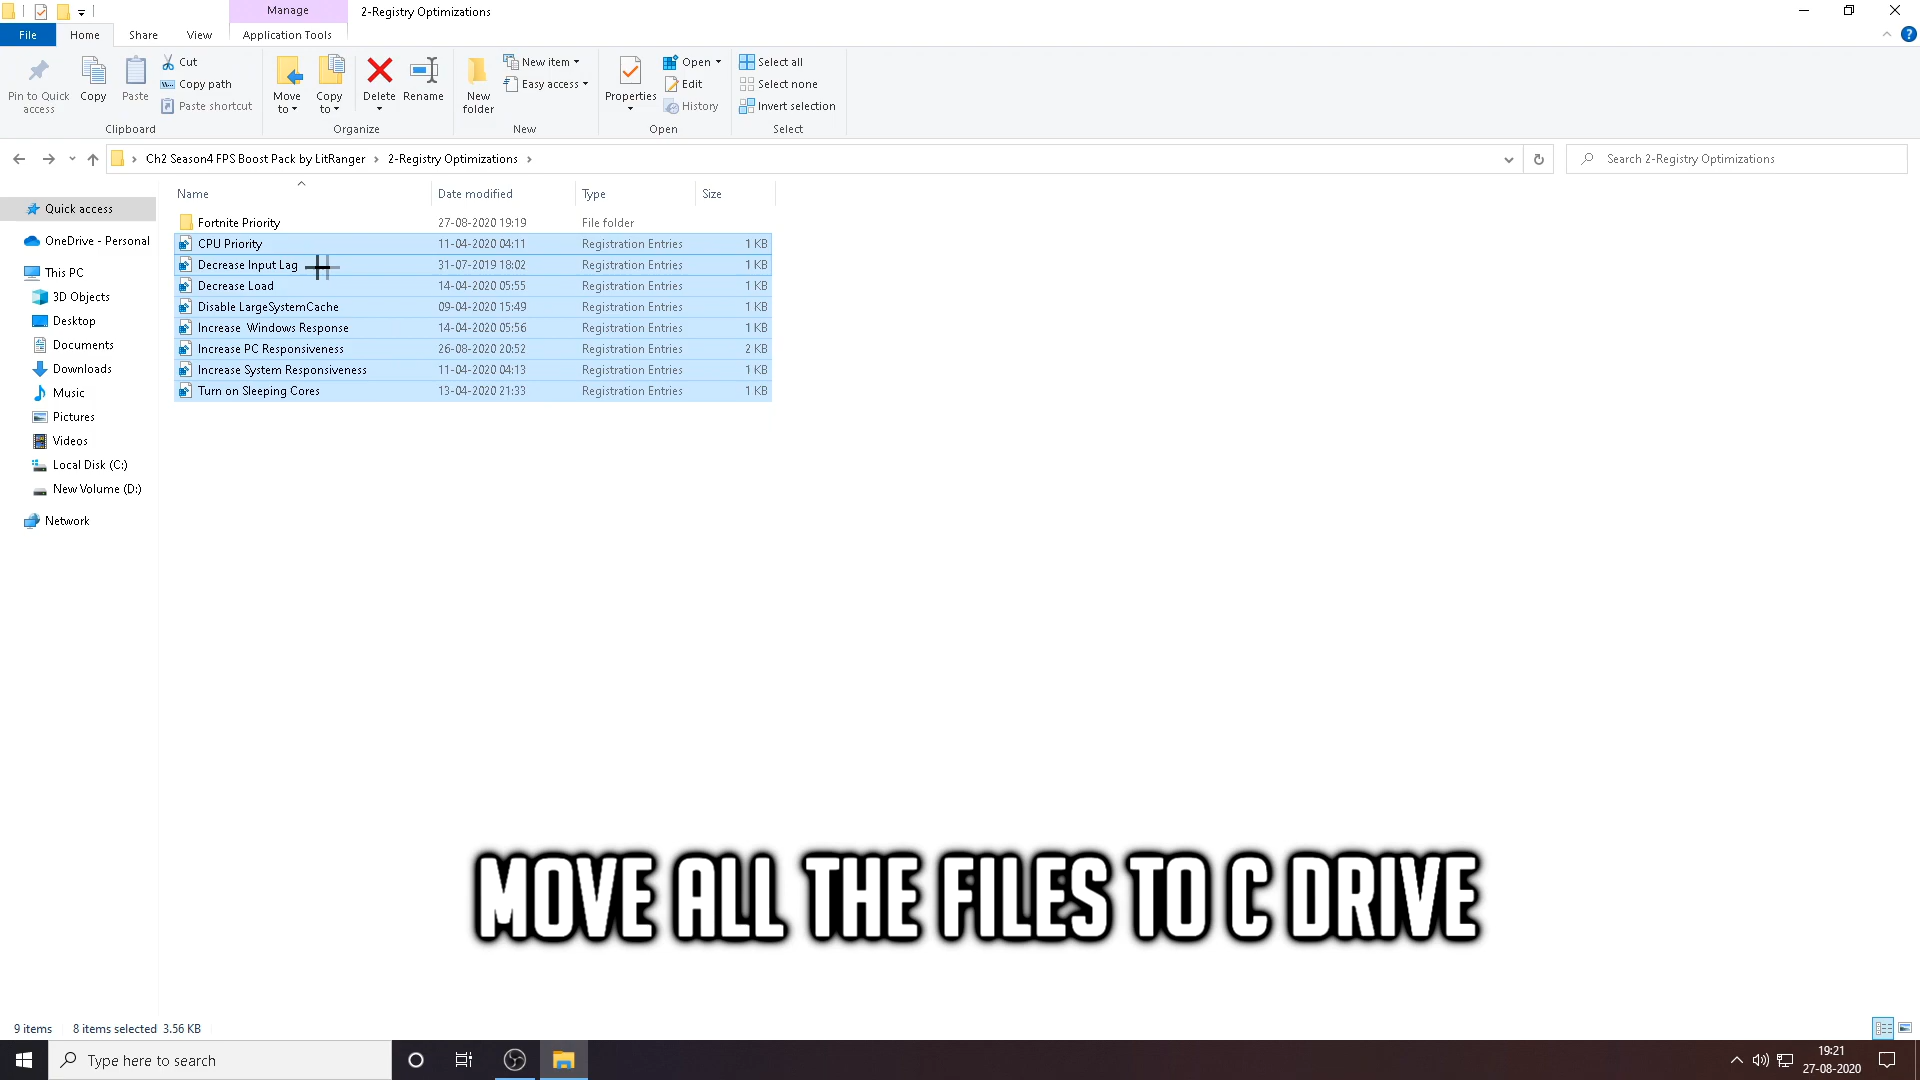 Manage
2-Registry Optimizations
File
Home
Share
View
Application Tools
Pin to Quick access
Copy
Paste
Cut
Copy path
Paste shortcut
Clipboard
Move to
Copy to
Delete
Rename
Organize
New folder
New item
Easy access
New
Properties
Open
Edit
History
Open
Select all
Select none
Invert selection
Select
Ch2 Season4 FPS Boost Pack by LitRanger > 2-Registry Optimizations >
Search 2-Registry Optimizations
Quick access
OneDrive - Personal
This PC
3D Objects
Desktop
Documents
Downloads
Music
Pictures
Videos
Local Disk (C:)
New Volume (D:)
Network
Name Date modified Type Size
Fortnite Priority 27-08-2020 19:19 File folder
CPU Priority 11-04-2020 04:11 Registration Entries 1 KB
Decrease Input Lag 31-07-2019 18:02 Registration Entries 1 KB
Decrease Load 14-04-2020 05:55 Registration Entries 1 KB
Disable LargeSystemCache 09-04-2020 15:49 Registration Entries 1 KB
Increase  Windows Response 14-04-2020 05:56 Registration Entries 1 KB
Increase PC Responsiveness 26-08-2020 20:52 Registration Entries 2 KB
Increase System Responsiveness 11-04-2020 04:13 Registration Entries 1 KB
Turn on Sleeping Cores 13-04-2020 21:33 Registration Entries 1 KB
MOVE ALL THE FILES TO C DRIVE
9 items 8 items selected 3.56 KB
Type here to search
19:21
27-08-2020